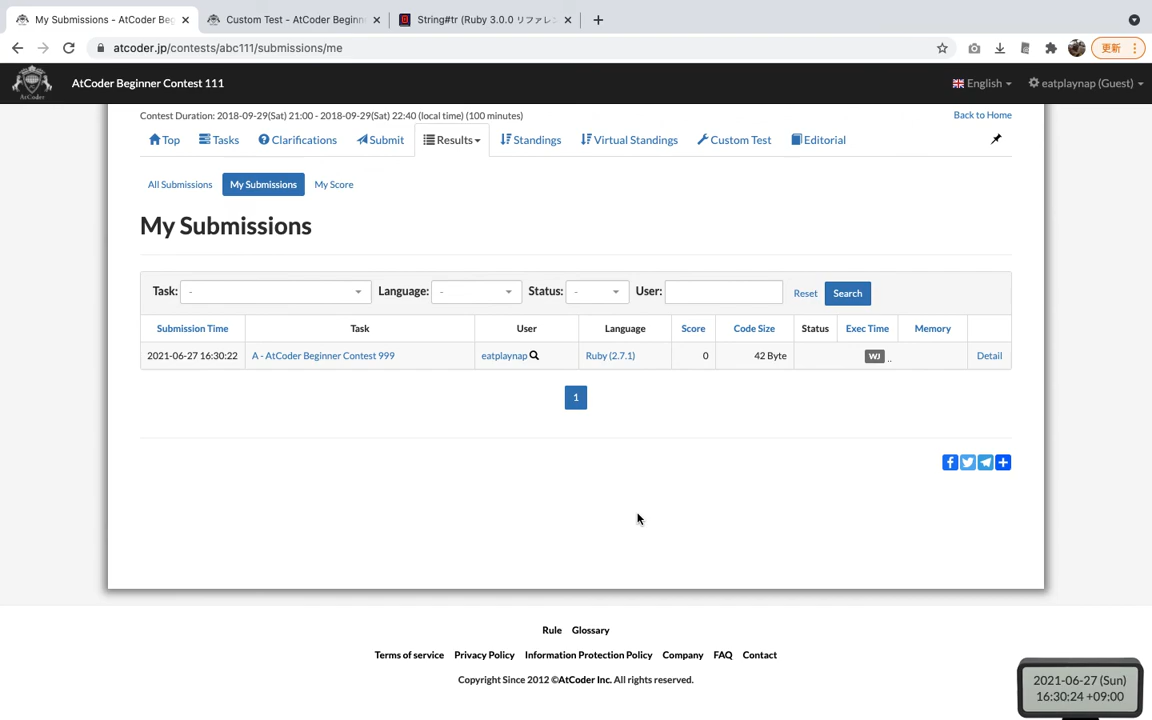 My Submissions - AtCoder Beg
Custom Test - AtCoder Beginn
String#tr (Ruby 3.0.0 リファレ
atcoder.jp/contests/abc111/submissions/me
更新
AtCoder
AtCoder Beginner Contest 111
English
eatplaynap (Guest)
Contest Duration: 2018-09-29(Sat) 21:00 - 2018-09-29(Sat) 22:40 (local time) (100 minutes)
Back to Home
Top Tasks Clarifications Submit Results Standings Virtual Standings Custom Test Editorial
All Submissions My Submissions My Score
My Submissions
Task: - Language: - Status: - User: Reset Search
Submission Time Task User Language Score Code Size Status Exec Time Memory
2021-06-27 16:30:22 A - AtCoder Beginner Contest 999 eatplaynap Ruby (2.7.1) 0 42 Byte WJ .. Detail
1
Rule Glossary
Terms of service Privacy Policy Information Protection Policy Company FAQ Contact
Copyright Since 2012 ©AtCoder Inc. All rights reserved.
2021-06-27 (Sun)
16:30:24 +09:00